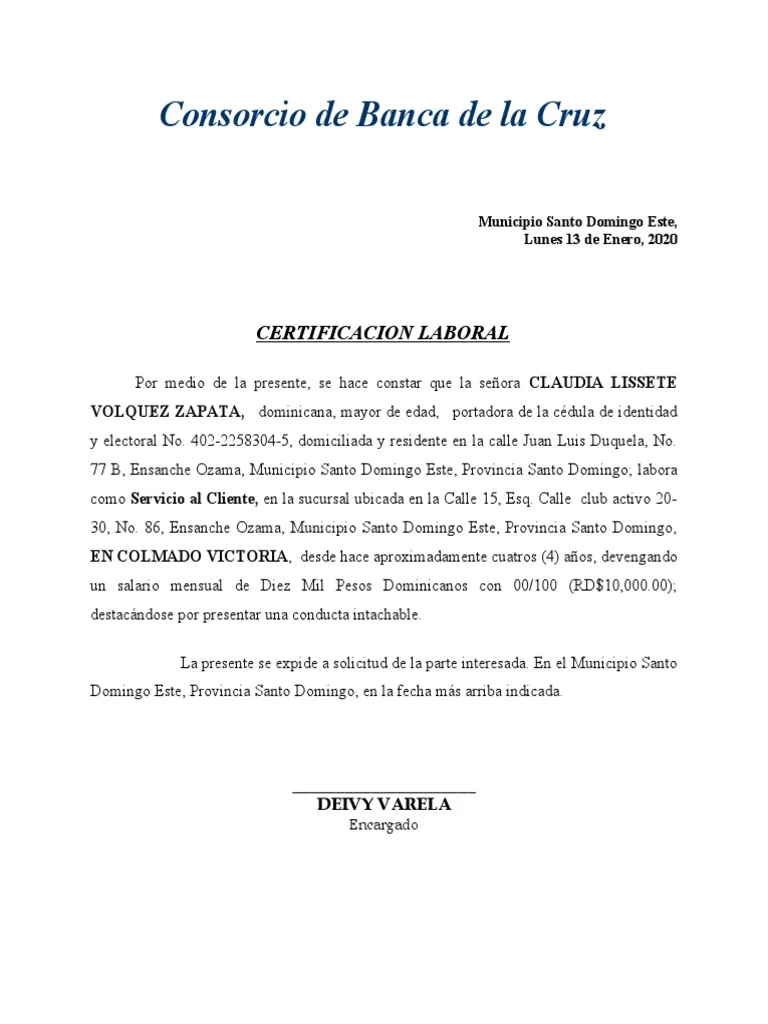 Consorcio de Banca de la Cruz
Municipio Santo Domingo Este,
Lunes 13 de Enero, 2020
CERTIFICACION LABORAL
Por medio de la presente, se hace constar que la señora CLAUDIA LISSETE
VOLQUEZ ZAPATA, dominicana, mayor de edad, portadora de la cédula de identidad
y electoral No. 402-2258304-5, domiciliada y residente en la calle Juan Luis Duquela, No.
77 B, Ensanche Ozama, Municipio Santo Domingo Este, Provincia Santo Domingo; labora
como Servicio al Cliente, en la sucursal ubicada en la Calle 15, Esq. Calle club activo 20-
30, No. 86, Ensanche Ozama, Municipio Santo Domingo Este, Provincia Santo Domingo,
EN COLMADO VICTORIA, desde hace aproximadamente cuatros (4) años, devengando
un salario mensual de Diez Mil Pesos Dominicanos con 00/100 (RD$10,000.00);
destacándose por presentar una conducta intachable.
La presente se expide a solicitud de la parte interesada. En el Municipio Santo
Domingo Este, Provincia Santo Domingo, en la fecha más arriba indicada.
DEIVY VARELA
Encargado